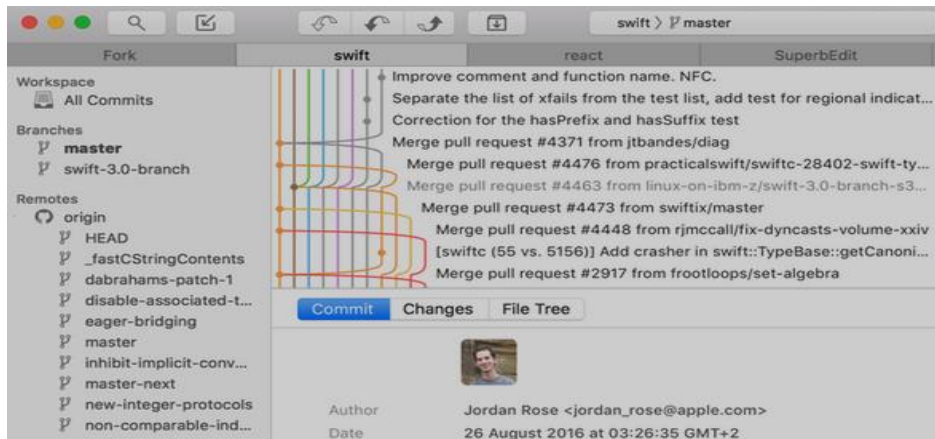 swift master
Fork swift react SuperbEdit
Workspace
All Commits
Branches
master
swift-3.0-branch
Remotes
origin
HEAD
_fastCStringContents
dabrahams-patch-1
disable-associated-t...
eager-bridging
master
inhibit-implicit-conv...
master-next
new-integer-protocols
non-comparable-ind...
Improve comment and function name. NFC.
Separate the list of xfails from the test list, add test for regional indicat...
Correction for the hasPrefix and hasSuffix test
Merge pull request #4371 from jtbandes/diag
Merge pull request #4476 from practicalswift/swiftc-28402-swift-ty...
Merge pull request #4463 from linux-on-ibm-z/swift-3.0-branch-s3...
Merge pull request #4473 from swiftix/master
Merge pull request #4448 from rjmccall/fix-dyncasts-volume-xxiv
[swiftc (55 vs. 5156)] Add crasher in swift::TypeBase::getCanoni...
Merge pull request #2917 from frootloops/set-algebra
Commit Changes File Tree
Author Jordan Rose <jordan_rose@apple.com>
Date 26 August 2016 at 03:26:35 GMT+2